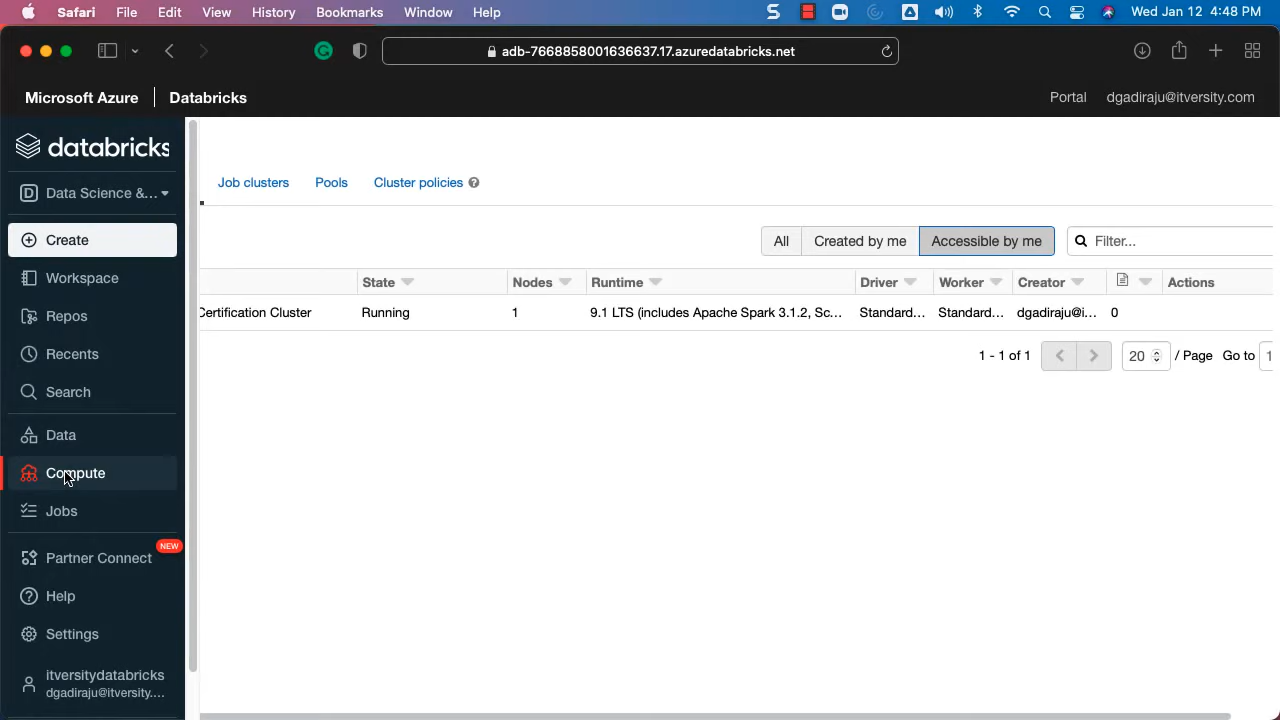 Safari File Edit View History Bookmarks Window Help Wed Jan 12 4:48 PM
adb-7668858001636637.17.azuredatabricks.net
Microsoft Azure Databricks Portal dgadiraju@itversity.com
databricks
Data Science &...
Create
Workspace
Repos
Recents
Search
Data
Compute
Jobs
Partner Connect
NEW
Help
Settings
itversitydatabricks
dgadiraju@itversity....
Job clusters Pools Cluster policies
All Created by me Accessible by me Filter...
State Nodes Runtime Driver Worker Creator Actions
Certification Cluster Running 1 9.1 LTS (includes Apache Spark 3.1.2, Sc... Standard... Standard... dgadiraju@i... 0
1 - 1 of 1 20 / Page Go to 1